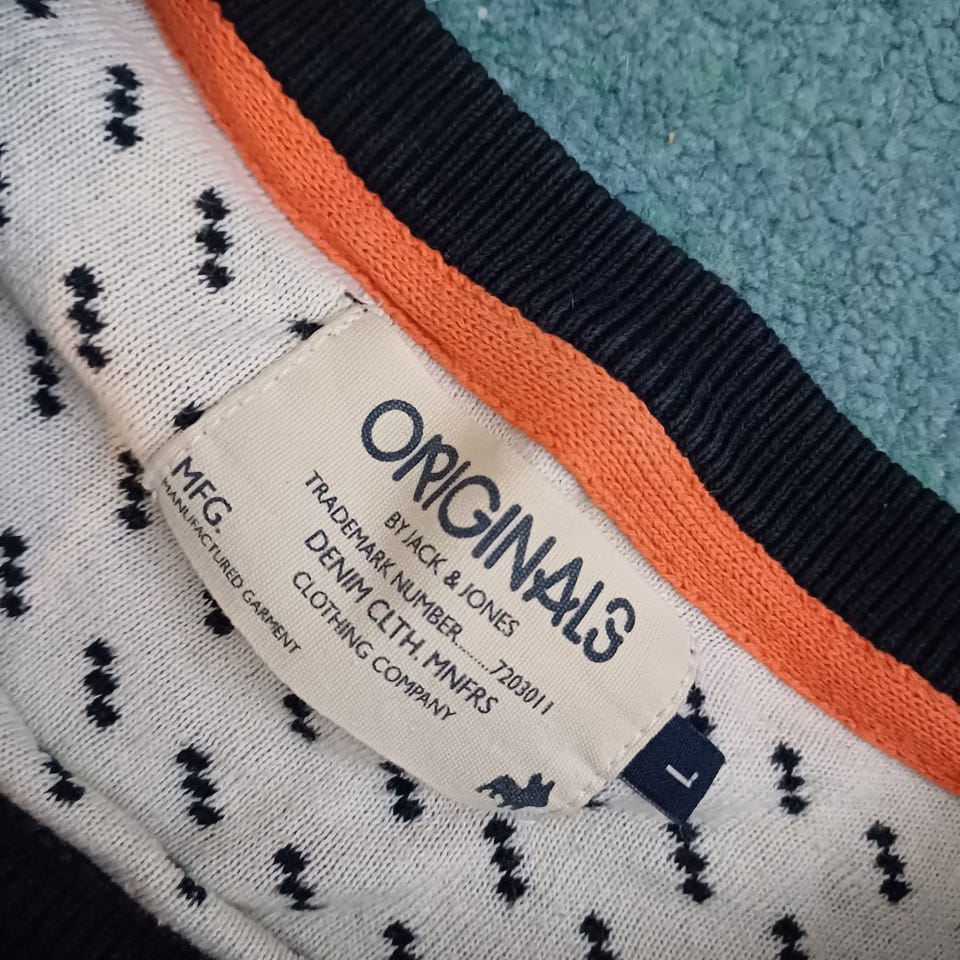 ORIGINALS
BY JACK & JONES
TRADEMARK NUMBER.........7203011
DENIM CLTH. MNFRS
CLOTHING COMPANY
MFG.
MANUFACTURED GARMENT
L